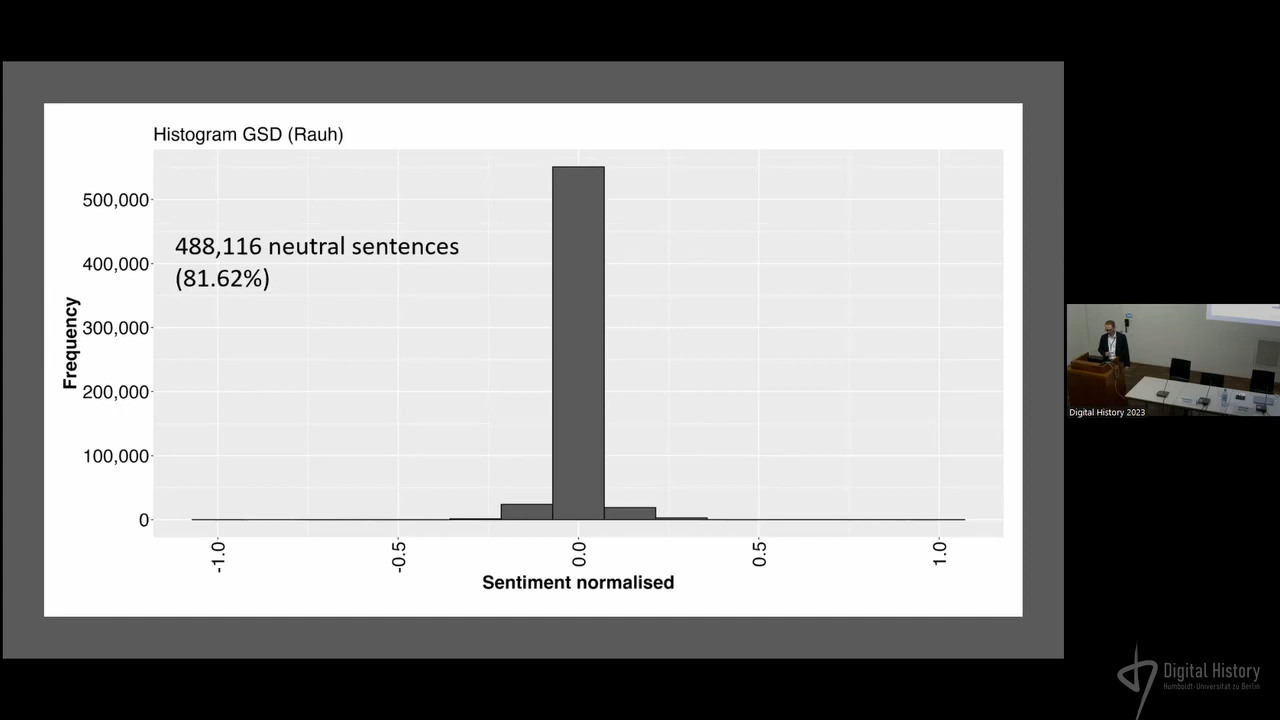 Histogram GSD (Rauh)
500,000
488,116 neutral sentences
(81.62%)
400,000
300,000
200,000
100,000
0
Frequency
-1.0
-0.5
0.0
0.5
1.0
Sentiment normalised
Digital History 2023
Digital History
Humboldt-Universität zu Berlin